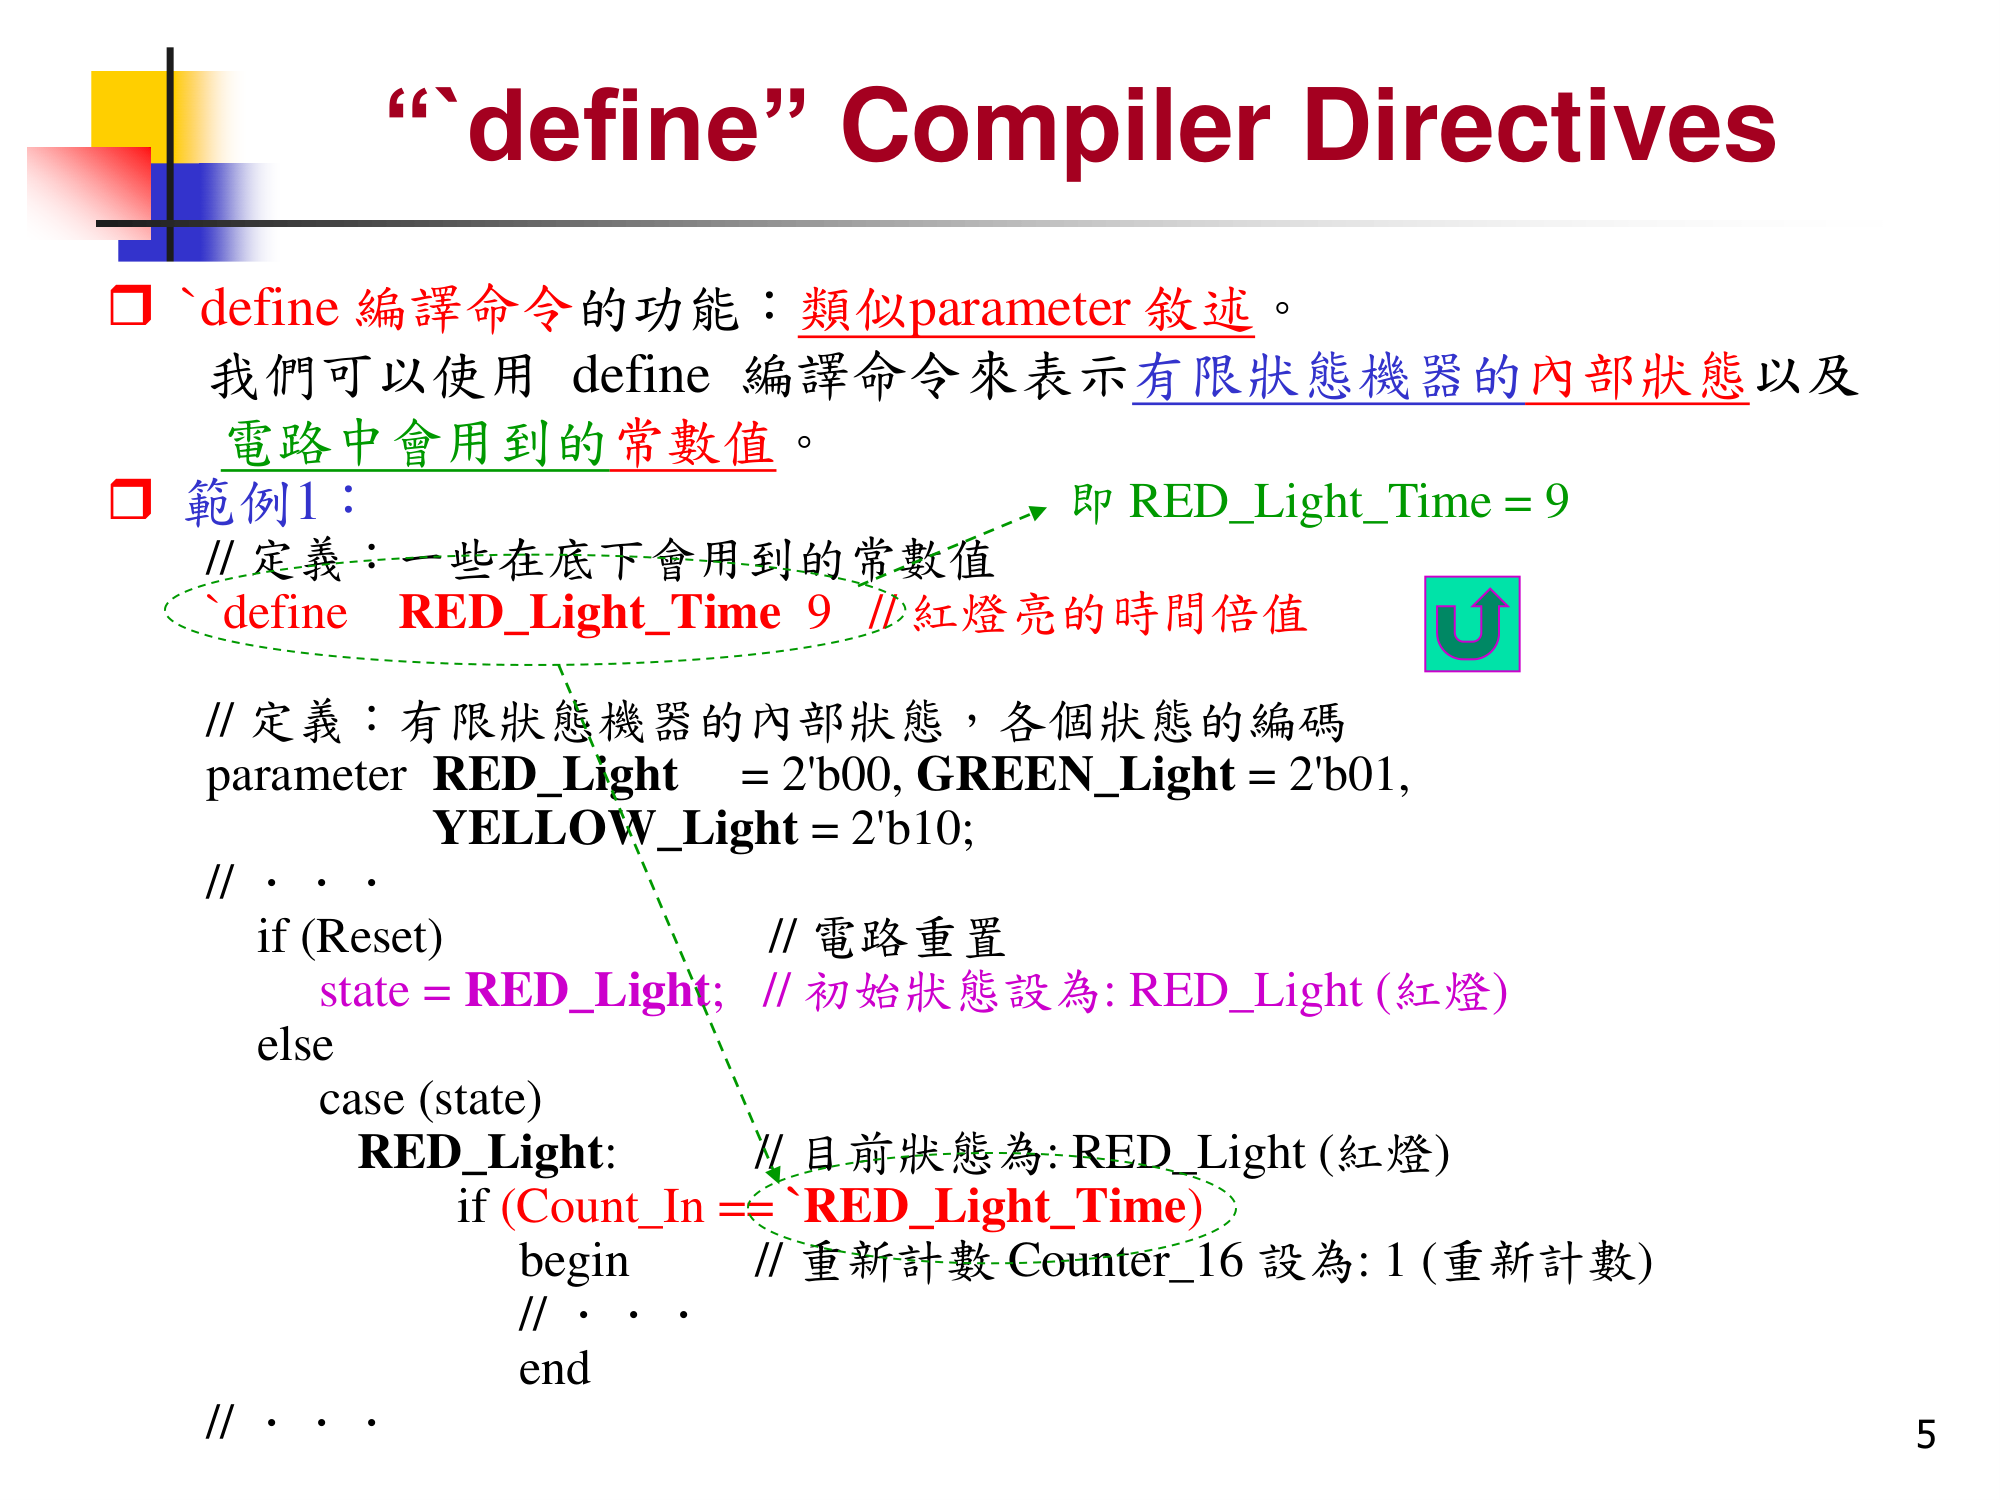 “`define” Compiler Directives
`define 編譯命令的功能：類似parameter 敘述。
我們可以使用 define 編譯命令來表示有限狀態機器的內部狀態以及
電路中會用到的常數值。
範例1：
即 RED_Light_Time = 9
// 定義：一些在底下會用到的常數值
`define RED_Light_Time 9 // 紅燈亮的時間倍值
// 定義：有限狀態機器的內部狀態，各個狀態的編碼
parameter RED_Light = 2'b00, GREEN_Light = 2'b01,
YELLOW_Light = 2'b10;
// ． ． ．
if (Reset) // 電路重置
state = RED_Light; // 初始狀態設為: RED_Light (紅燈)
else
case (state)
RED_Light: // 目前狀態為: RED_Light (紅燈)
if (Count_In == `RED_Light_Time)
begin // 重新計數 Counter_16 設為: 1 (重新計數)
// ． ． ．
end
// ． ． ．
5